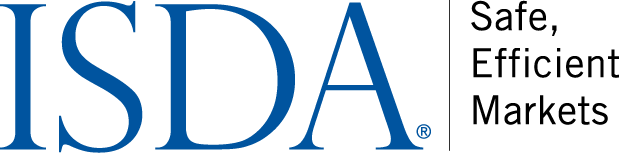 ISDA®
Safe,
Efficient
Markets